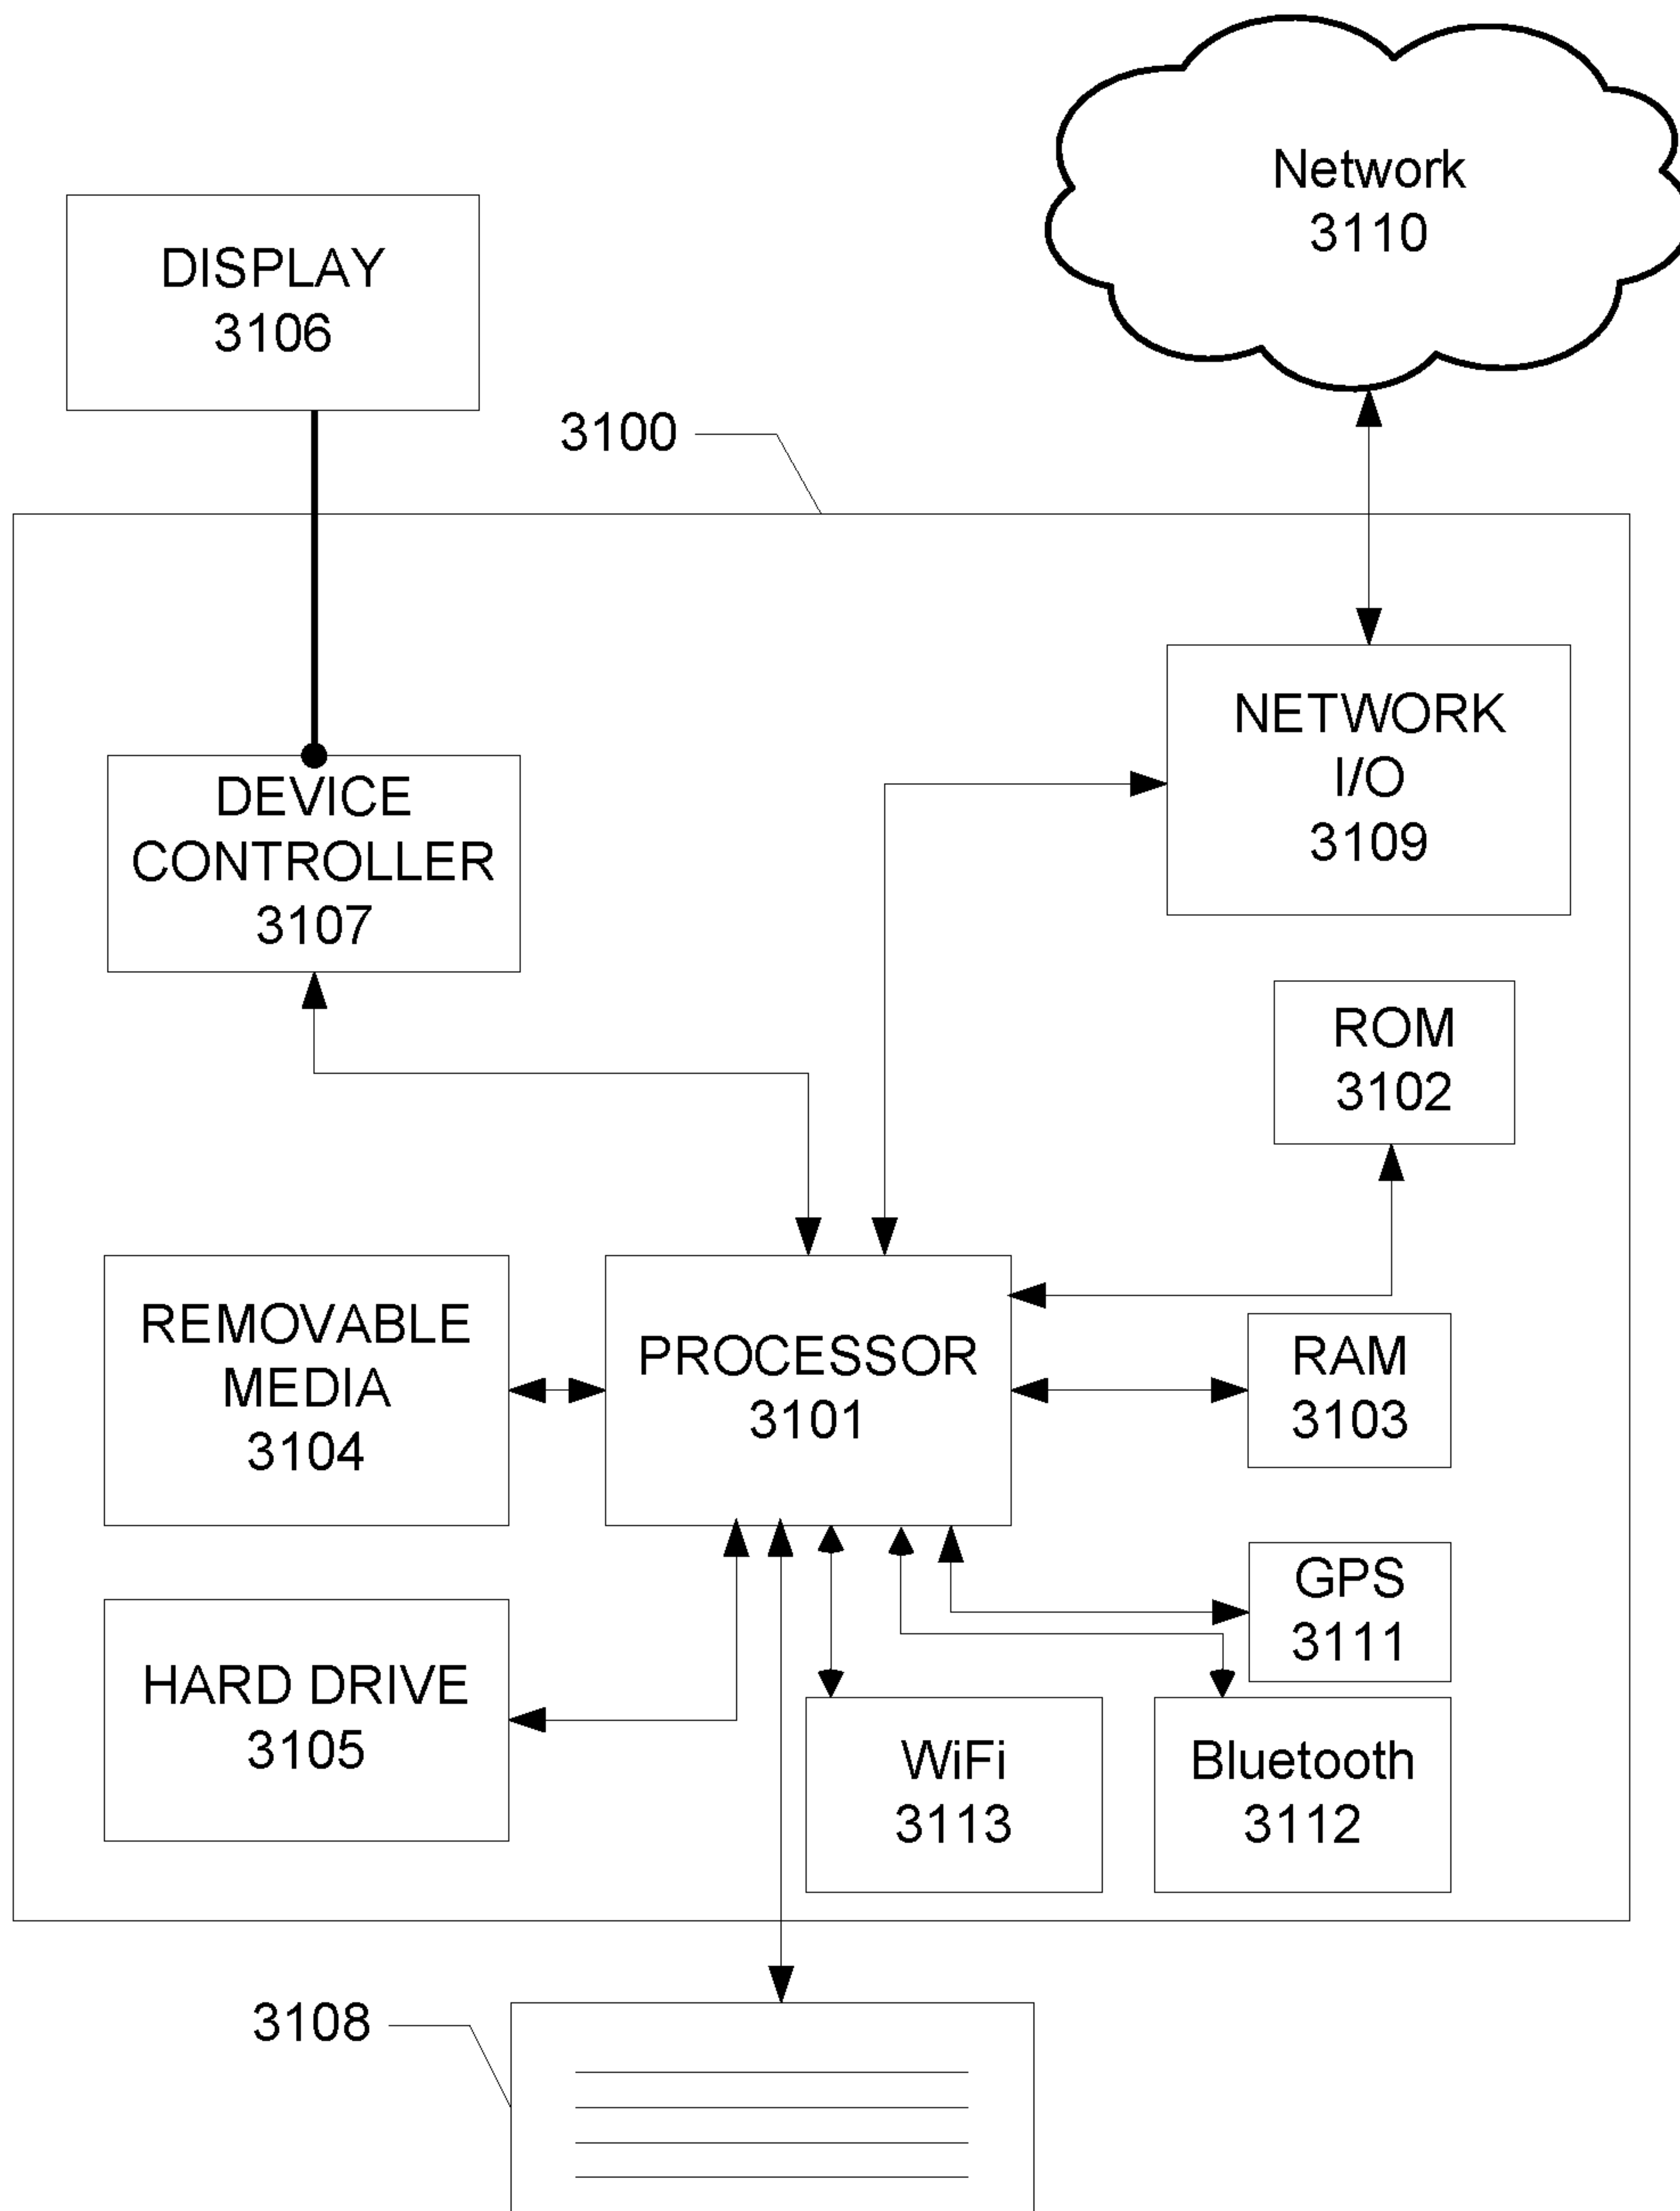 Network
3110
DISPLAY
3106
3100
NETWORK
I/O
3109
DEVICE
CONTROLLER
3107
ROM
3102
REMOVABLE
MEDIA
3104
PROCESSOR
3101
RAM
3103
GPS
3111
HARD DRIVE
3105
WiFi
3113
Bluetooth
3112
3108